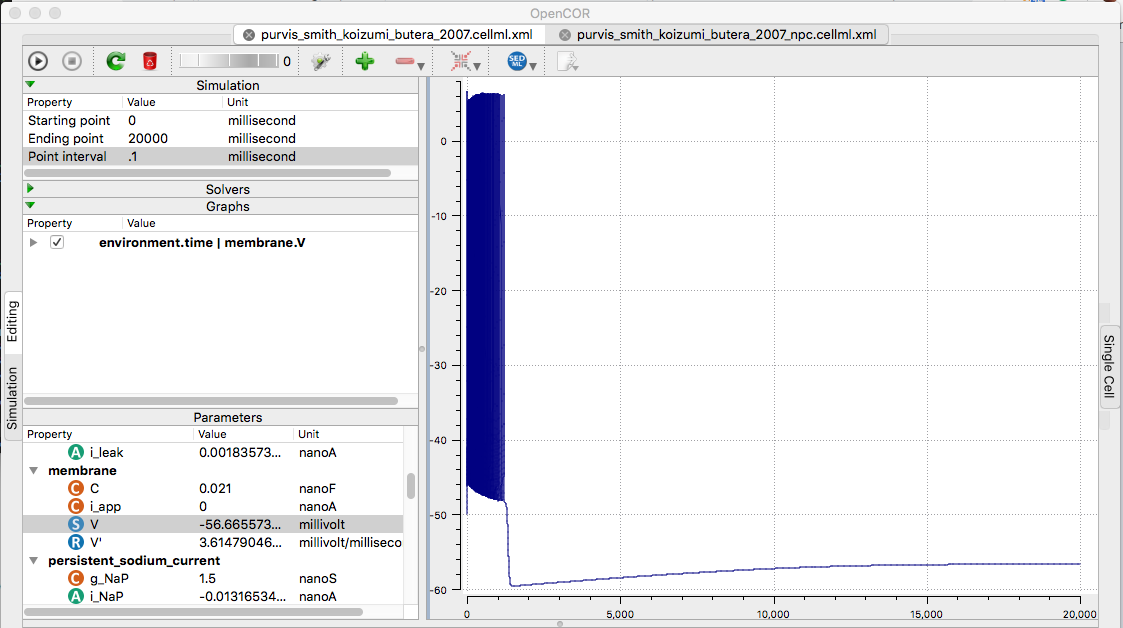 OpenCOR
purvis_smith_koizumi_butera_2007.cellml.xml
purvis_smith_koizumi_butera_2007_npc.cellml.xml
0
SED
ML
Simulation
Property Value Unit
Starting point 0 millisecond
Ending point 20000 millisecond
Point interval .1 millisecond
Solvers
Graphs
Property Value
environment.time | membrane.V
Parameters
Property Value Unit
A i_leak 0.00183573... nanoA
membrane
C C 0.021 nanoF
C i_app 0 nanoA
S V -56.665573... millivolt
R V' 3.61479046... millivolt/milliseco
persistent_sodium_current
C g_NaP 1.5 nanoS
A i_NaP -0.01316534... nanoA
Editing
Simulation
0
-10
-20
-30
-40
-50
-60
0 5,000 10,000 15,000 20,000
Single Cell